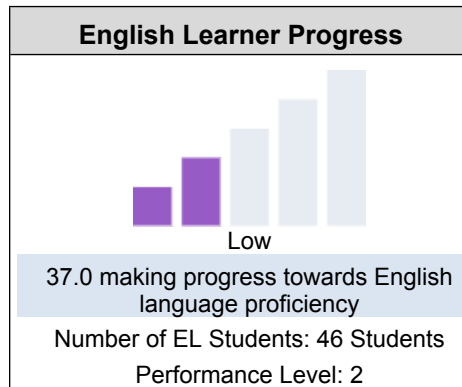 English Learner Progress
Low
37.0 making progress towards English
language proficiency
Number of EL Students: 46 Students
Performance Level: 2